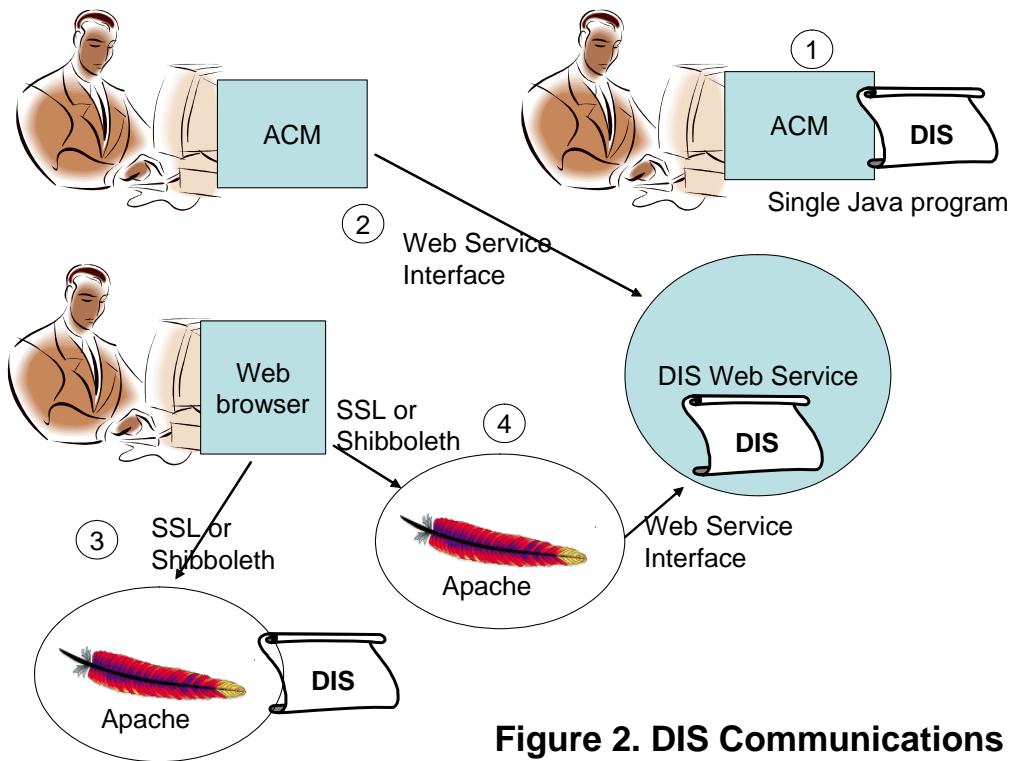 1
ACM
ACM
DIS
Single Java program
2
Web Service
Interface
Web
browser
DIS Web Service
DIS
SSL or
Shibboleth
4
3
SSL or
Shibboleth
Web Service
Interface
Apache
DIS
Apache
Figure 2. DIS Communications